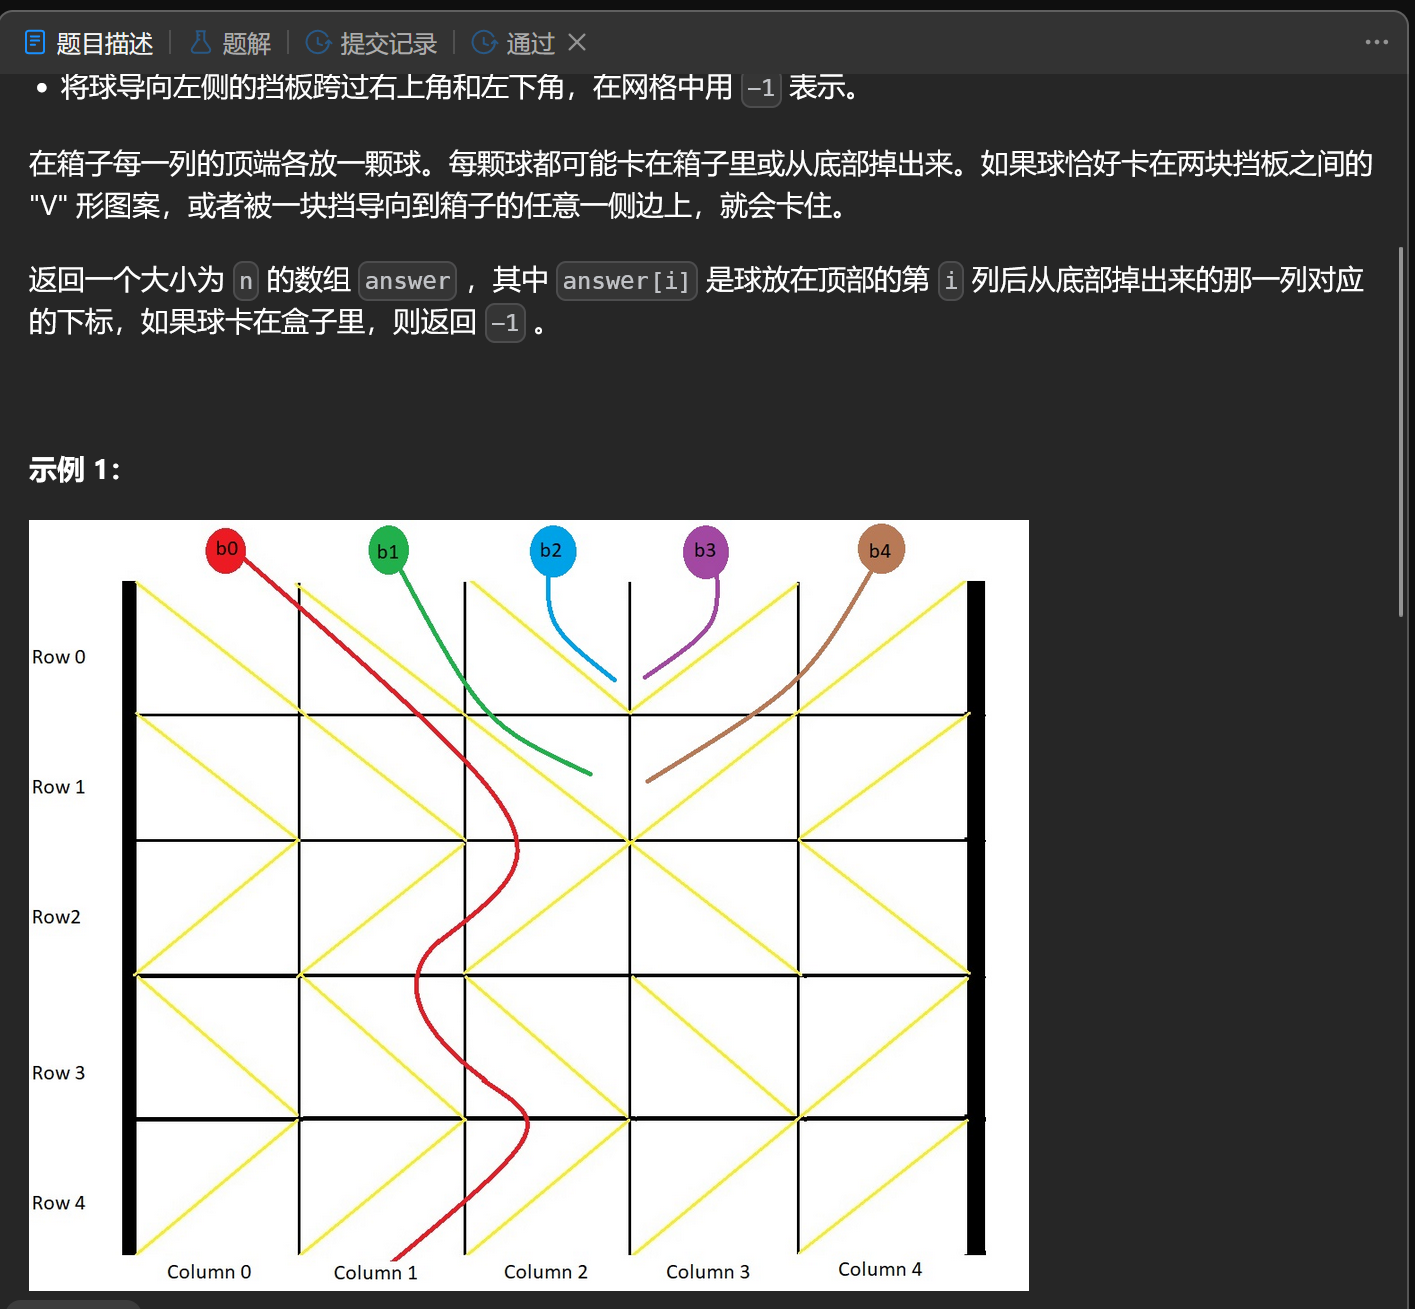 题目描述 | 题解 | 提交记录 | 通过
将球导向左侧的挡板跨过右上角和左下角，在网格中用 -1 表示。
在箱子每一列的顶端各放一颗球。每颗球都可能卡在箱子里或从底部掉出来。如果球恰好卡在两块挡板之间的
"V" 形图案，或者被一块挡导向到箱子的任意一侧边上，就会卡住。
返回一个大小为 n 的数组 answer ，其中 answer[i] 是球放在顶部的第 i 列后从底部掉出来的那一列对应
的下标，如果球卡在盒子里，则返回 -1 。
示例 1：
b0 b1 b2 b3 b4
Row 0
Row 1
Row2
Row 3
Row 4
Column 0 Column 1 Column 2 Column 3 Column 4